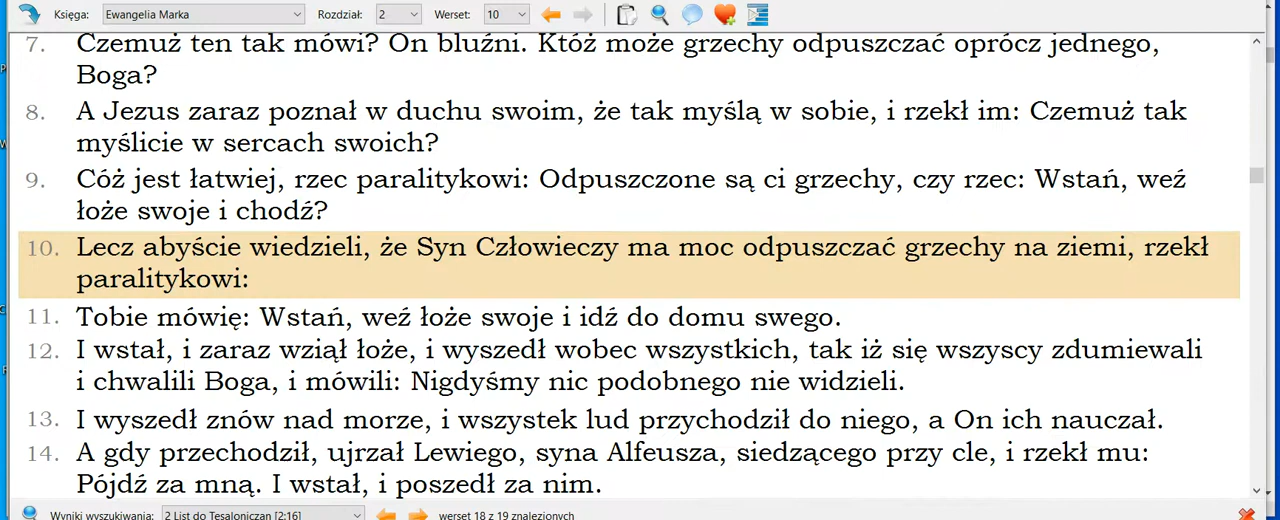 Księga: Ewangelia Marka Rozdział: 2 Werset: 10
7. Czemuż ten tak mówi? On bluźni. Któż może grzechy odpuszczać oprócz jednego,
Boga?
8. A Jezus zaraz poznał w duchu swoim, że tak myślą w sobie, i rzekł im: Czemuż tak
myślicie w sercach swoich?
9. Cóż jest łatwiej, rzec paralitykowi: Odpuszczone są ci grzechy, czy rzec: Wstań, weź
łoże swoje i chodź?
10. Lecz abyście wiedzieli, że Syn Człowieczy ma moc odpuszczać grzechy na ziemi, rzekł
paralitykowi:
11. Tobie mówię: Wstań, weź łoże swoje i idź do domu swego.
12. I wstał, i zaraz wziął łoże, i wyszedł wobec wszystkich, tak iż się wszyscy zdumiewali
i chwalili Boga, i mówili: Nigdyśmy nic podobnego nie widzieli.
13. I wyszedł znów nad morze, i wszystek lud przychodził do niego, a On ich nauczał.
14. A gdy przechodził, ujrzał Lewiego, syna Alfeusza, siedzącego przy cle, i rzekł mu:
Pójdź za mną. I wstał, i poszedł za nim.
Wyniki wyszukiwania: 2 List do Tesaloniczan [2:16] werset 18 z 19 znalezionych